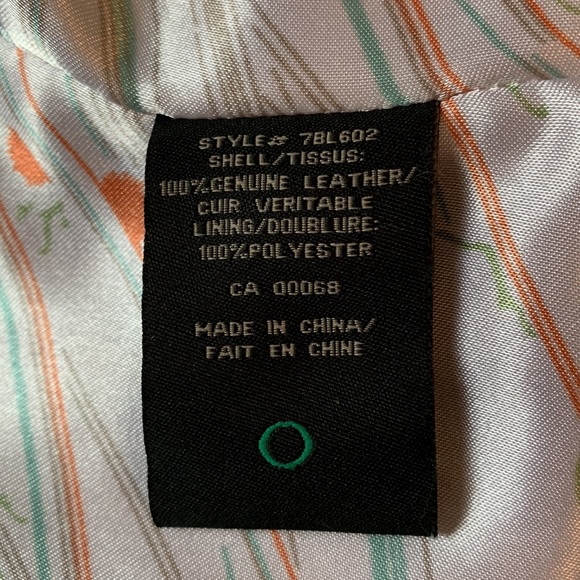 STYLE# 7BL602
SHELL/TISSUS:
100%GENUINE LEATHER/
CUIR VERITABLE
LINING/DOUBLURE:
100%POLYESTER
CA 00068
MADE IN CHINA/
FAIT EN CHINE